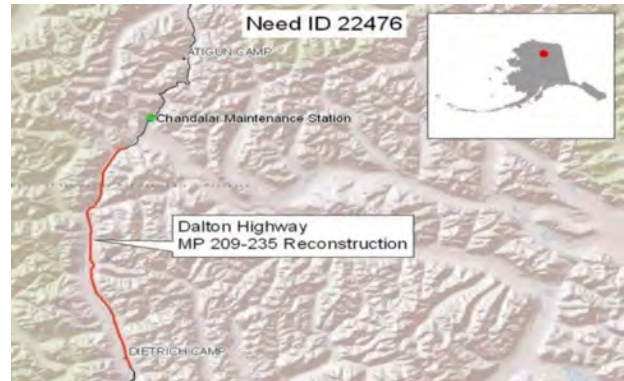 Need ID 22476
ATIGUN CAMP
Chandalar Maintenance Station
Dalton Highway
MP 209-235 Reconstruction
DIETRICH CAMP